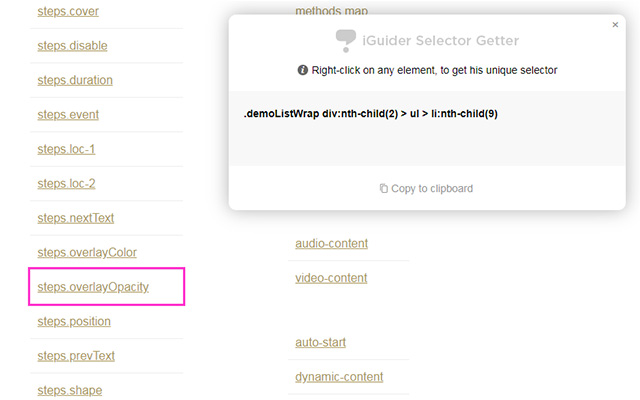 steps.cover
steps.disable
steps.duration
steps.event
steps.loc-1
steps.loc-2
steps.nextText
steps.overlayColor
steps.overlayOpacity
steps.position
steps.prevText
steps.shape
methods map
×
iGuider Selector Getter
Right-click on any element, to get his unique selector
.demoListWrap div:nth-child(2) > ul > li:nth-child(9)
Copy to clipboard
audio-content
video-content
auto-start
dynamic-content